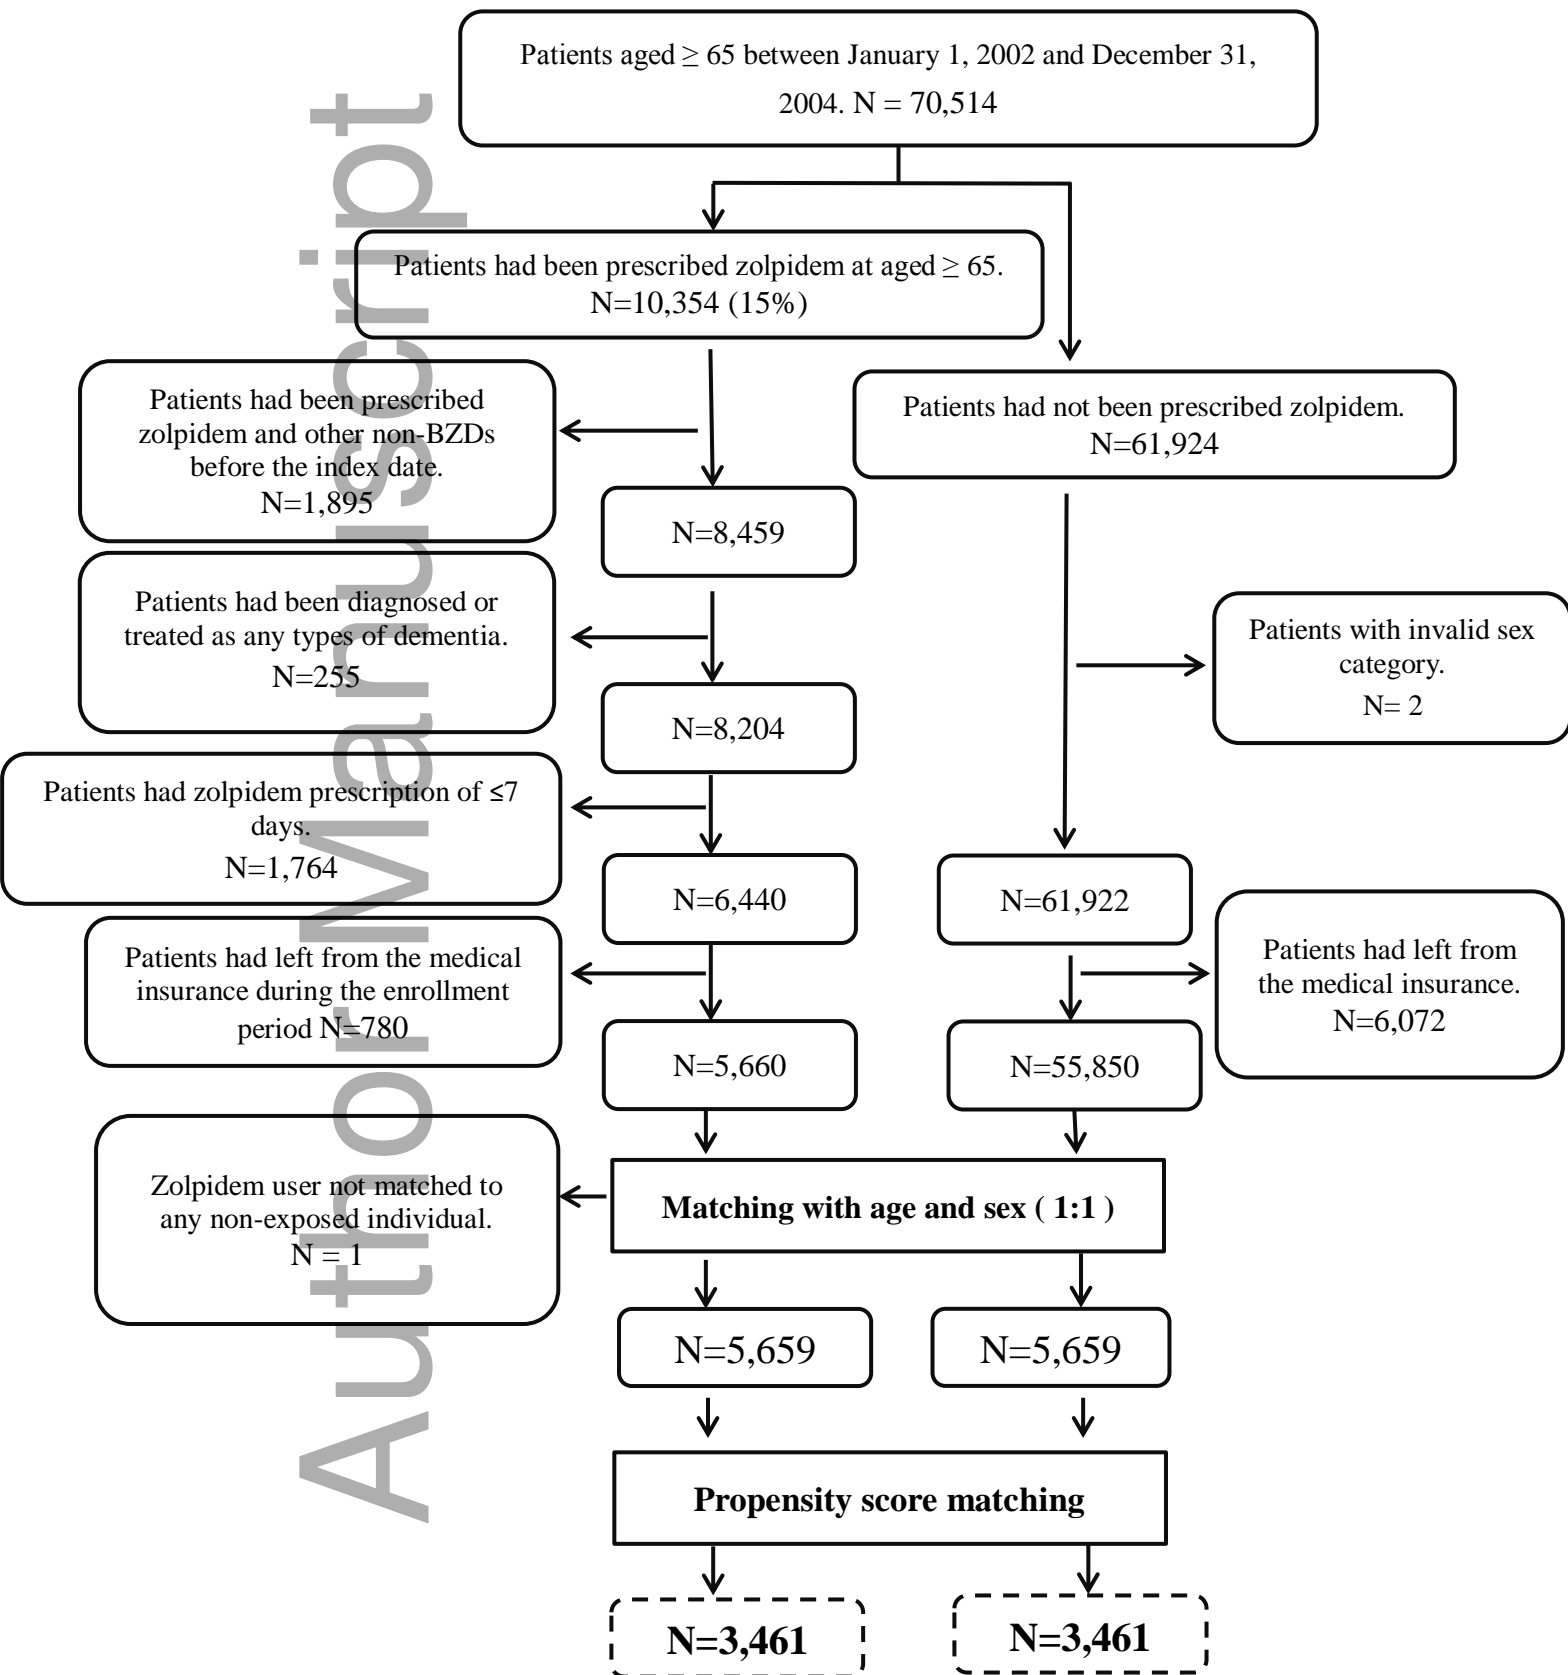 Patients aged ≥ 65 between January 1, 2002 and December 31,
2004. N = 70,514
Patients had been prescribed zolpidem at aged ≥ 65.
N=10,354 (15%)
Patients had been prescribed
zolpidem and other non-BZDs
before the index date.
N=1,895
Patients had not been prescribed zolpidem.
N=61,924
N=8,459
Patients had been diagnosed or
treated as any types of dementia.
N=255
Patients with invalid sex
category.
N= 2
N=8,204
Patients had zolpidem prescription of ≤7
days.
N=1,764
N=6,440
N=61,922
Patients had left from the medical
insurance during the enrollment
period N=780
Patients had left from
the medical insurance.
N=6,072
N=5,660
N=55,850
Zolpidem user not matched to
any non-exposed individual.
N = 1
Matching with age and sex ( 1:1 )
N=5,659
N=5,659
Propensity score matching
N=3,461
N=3,461
Author Manuscript